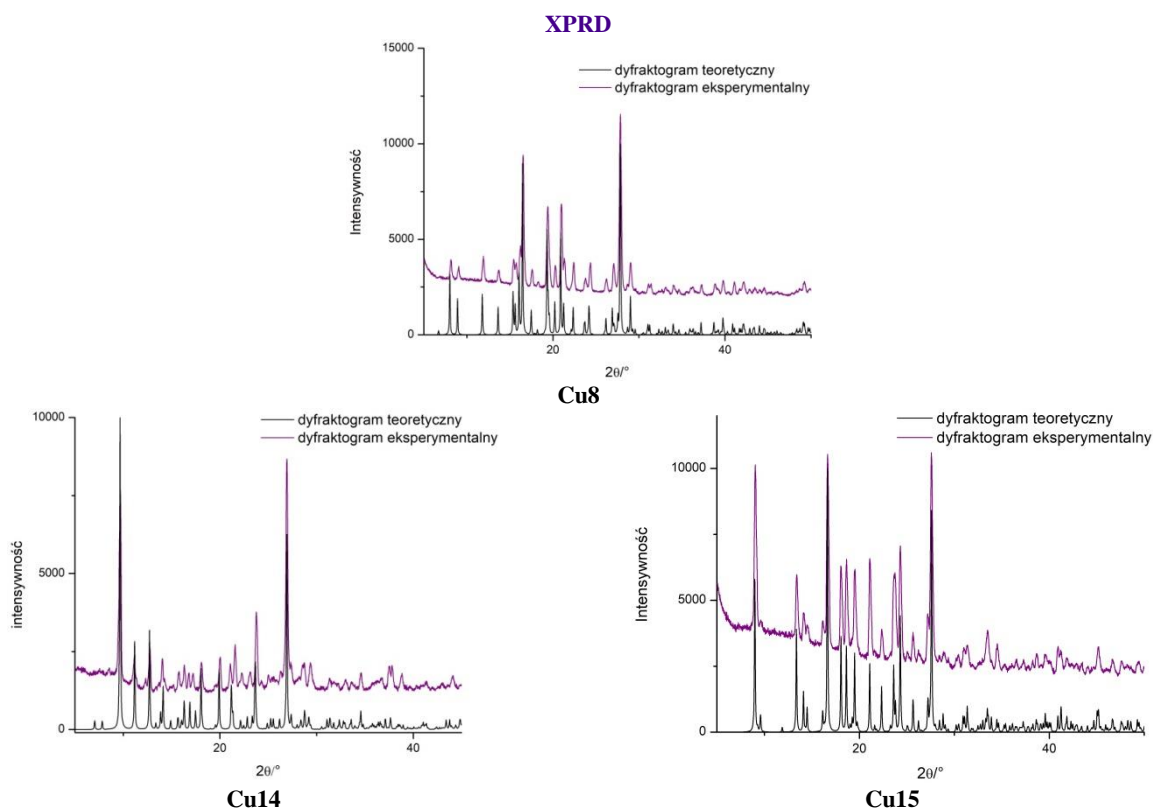 XPRD
15000
dyfraktogram teoretyczny
dyfraktogram eksperymentalny
10000
Intensywność
5000
0
20
40
2θ/°
Cu8
10000
dyfraktogram teoretyczny
dyfraktogram eksperymentalny
intensywność
5000
0
20
40
2θ/°
Cu14
dyfraktogram teoretyczny
dyfraktogram eksperymentalny
10000
Intensywność
5000
0
20
40
2θ/°
Cu15